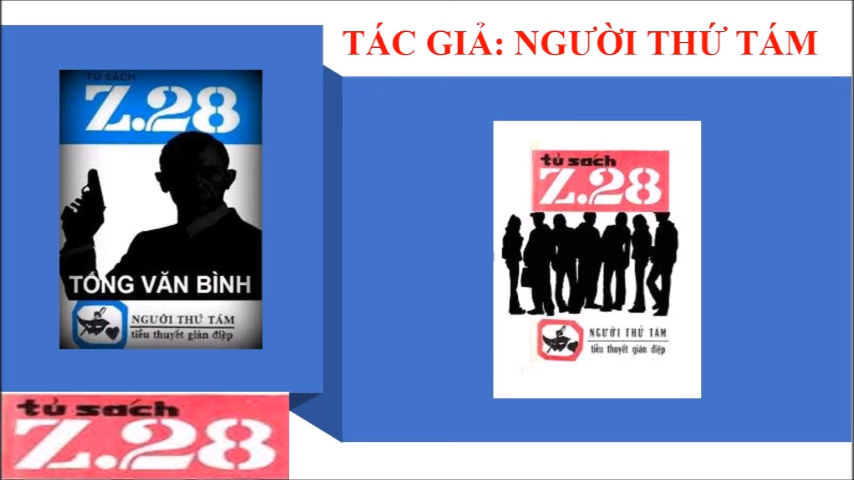 TÁC GIẢ: NGƯỜI THỨ TÁM
TỦ SÁCH
Z.28
TỐNG VĂN BÌNH
NGƯỜI THỨ TÁM
tiểu thuyết gián điệp
tủ sách
Z.28
NGƯỜI THỨ TÁM
tiểu thuyết gián điệp
tủ sách
Z.28